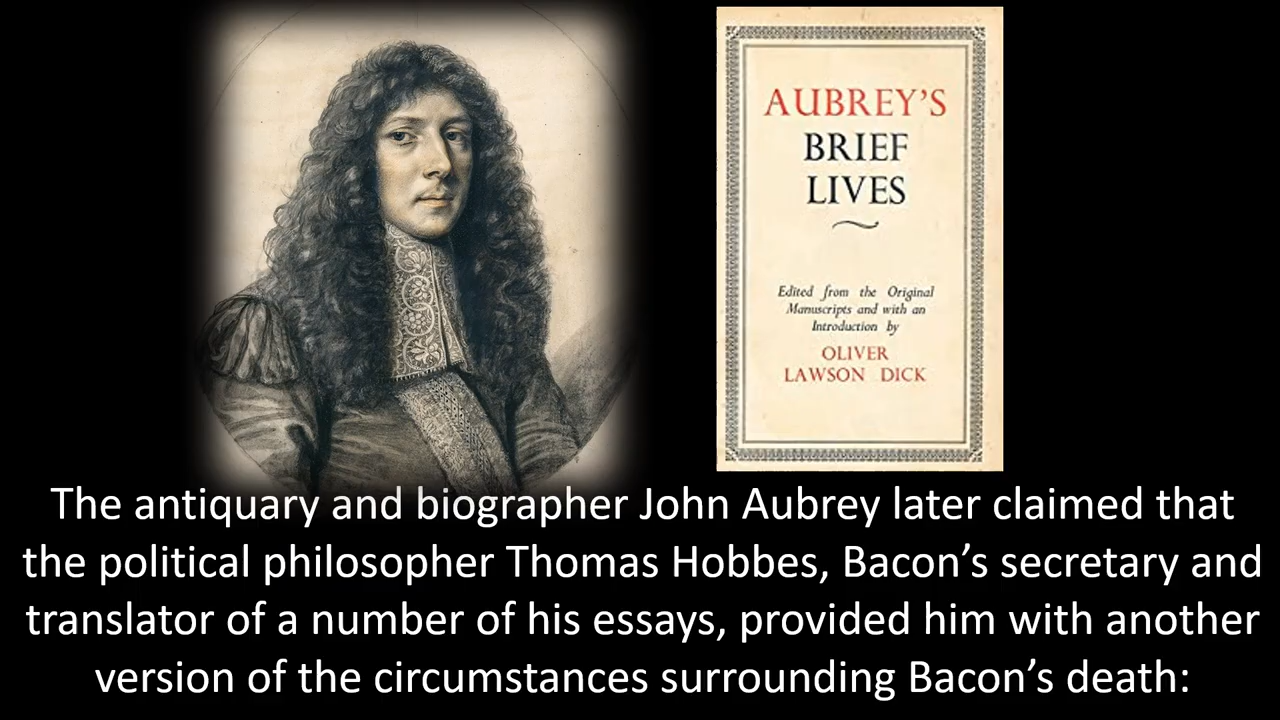 AUBREY'S
BRIEF
LIVES
Edited from the Original
Manuscripts and with an
Introduction by
OLIVER
LAWSON DICK
The antiquary and biographer John Aubrey later claimed that
the political philosopher Thomas Hobbes, Bacon’s secretary and
translator of a number of his essays, provided him with another
version of the circumstances surrounding Bacon’s death: